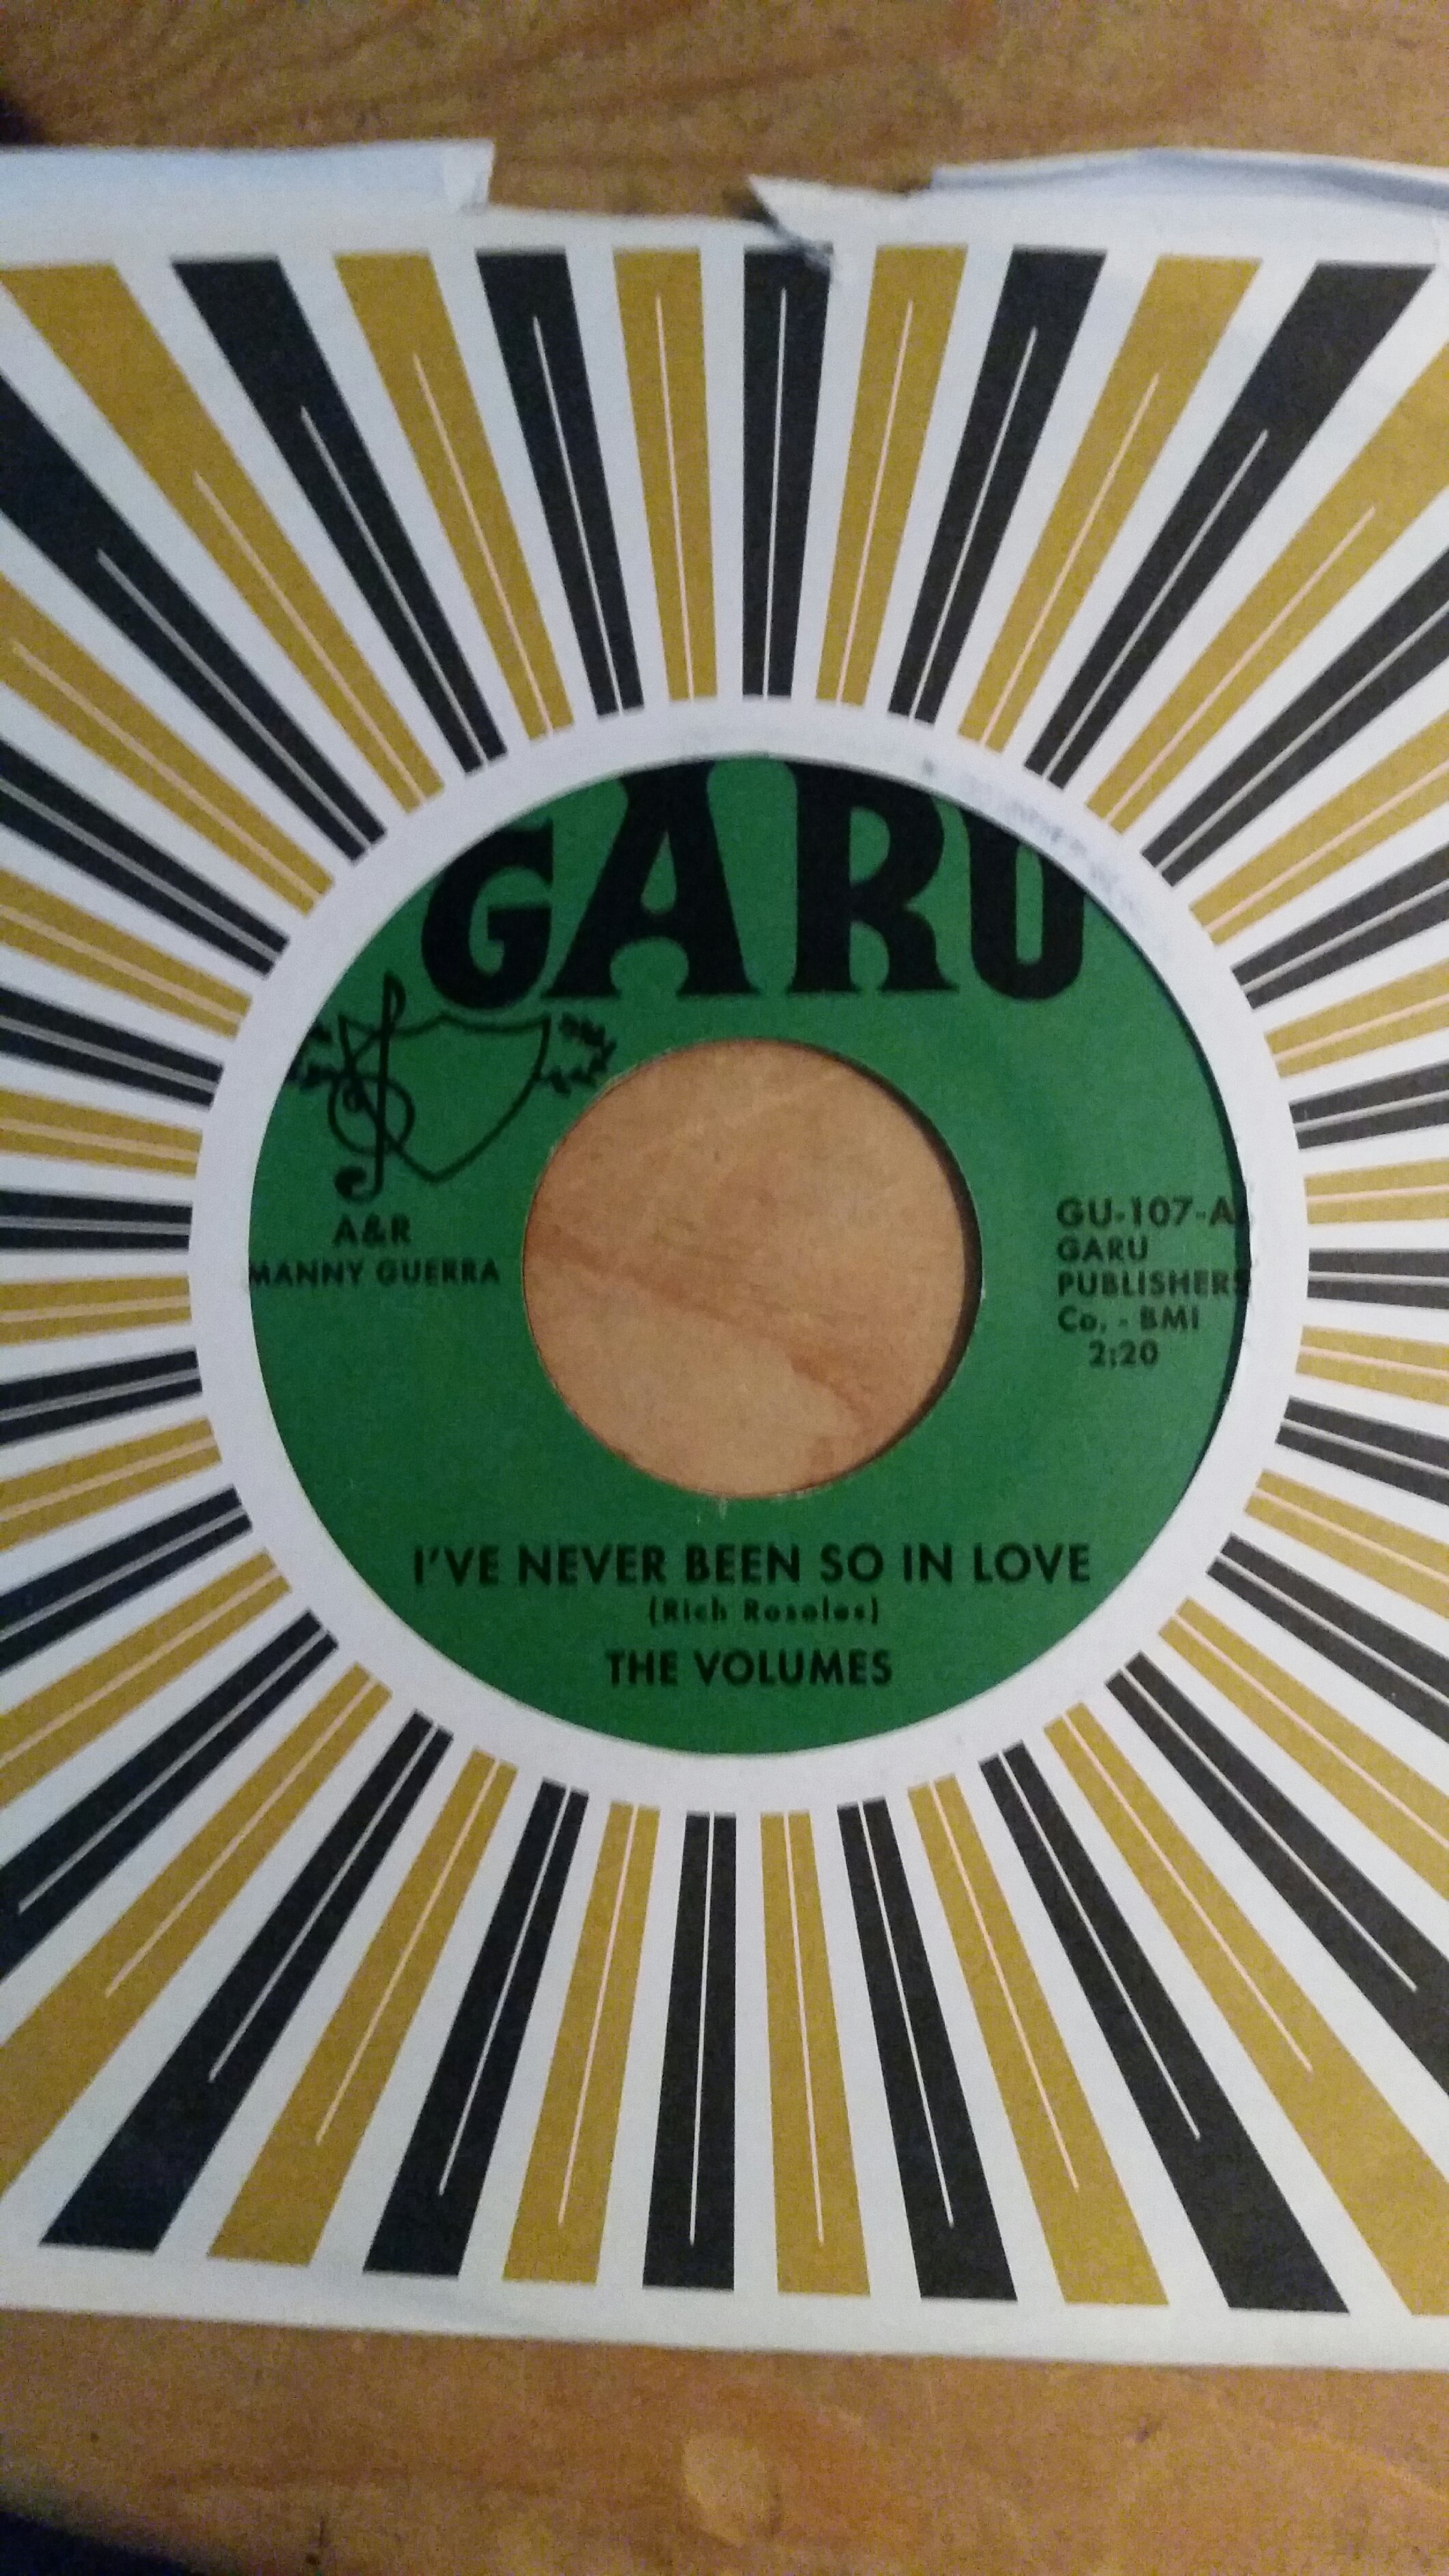 GARU
A&R
MANNY GUERRA
GU-107-A
GARU
PUBLISHERS
Co. - BMI
2:20
I'VE NEVER BEEN SO IN LOVE
(Rich Rosales)
THE VOLUMES